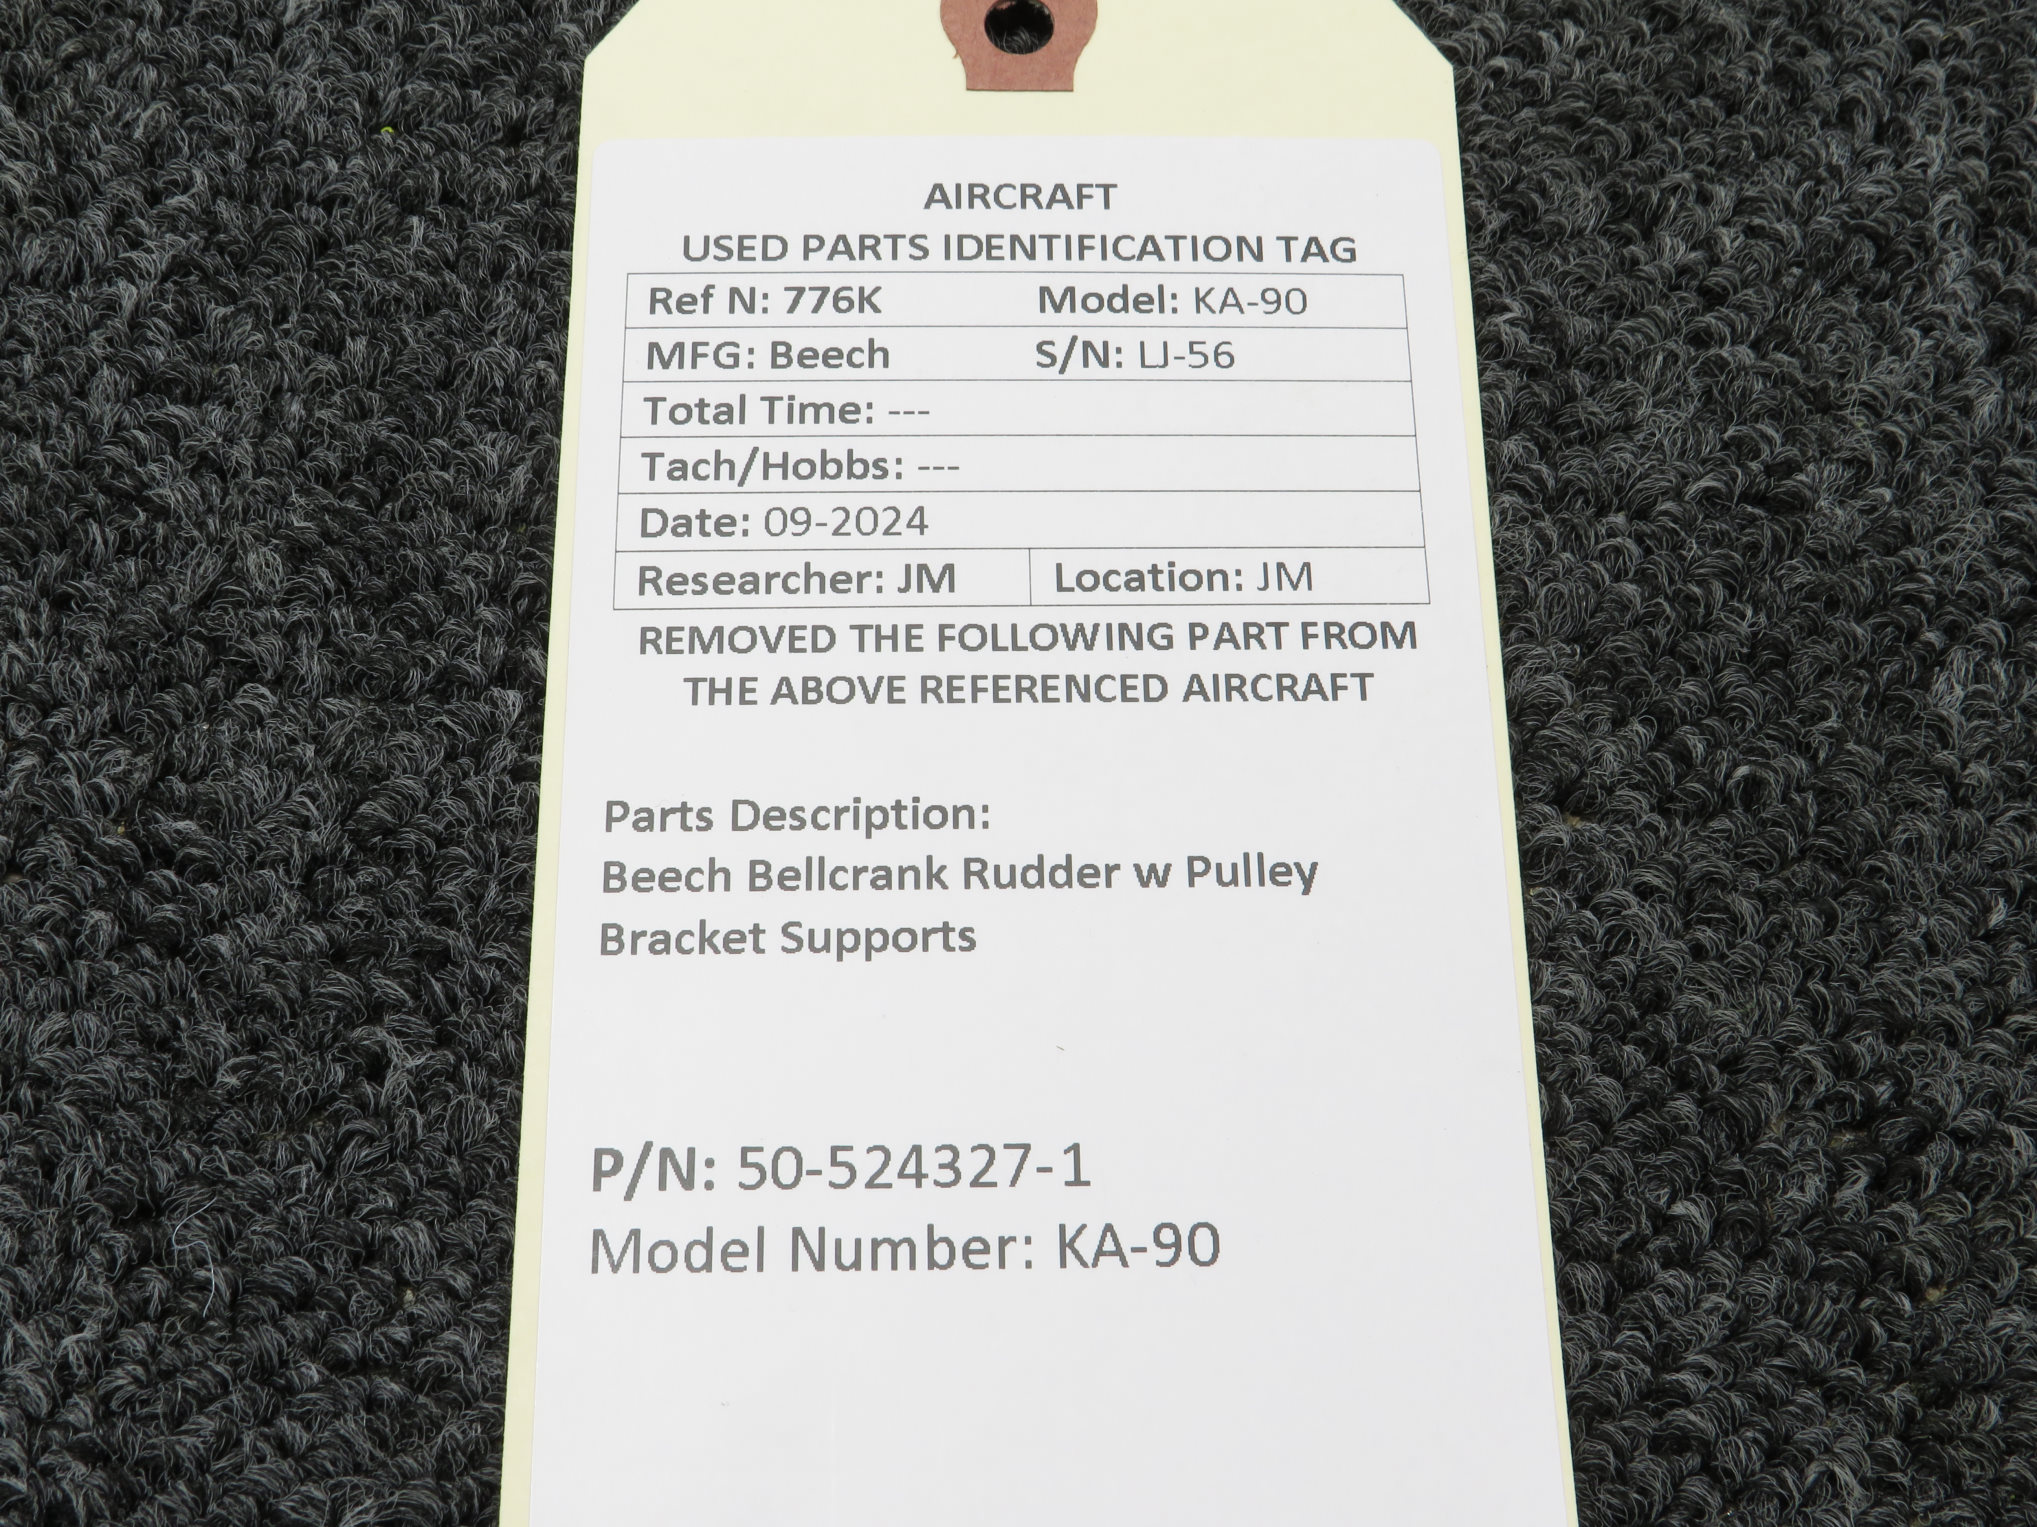 AIRCRAFT
USED PARTS IDENTIFICATION TAG
Ref N: 776K Model: KA-90
MFG: Beech S/N: LJ-56
Total Time: ---
Tach/Hobbs: ---
Date: 09-2024
Researcher: JM Location: JM
REMOVED THE FOLLOWING PART FROM
THE ABOVE REFERENCED AIRCRAFT
Parts Description:
Beech Bellcrank Rudder w Pulley
Bracket Supports
P/N: 50-524327-1
Model Number: KA-90